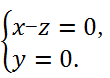 x–z = 0,
y = 0.